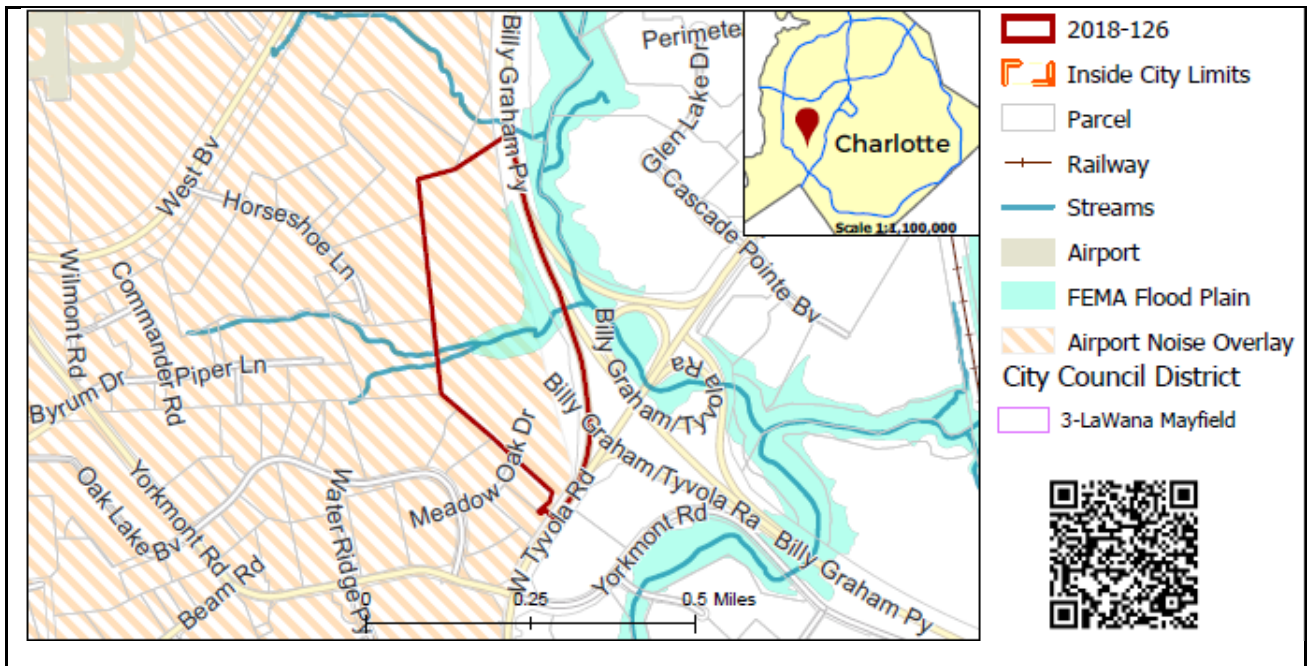 Billy Graham Py
Perimete
Glen Lake Dr
G Cascade Pointe Bv
West Bv
Horseshoe Ln
Wilmont Rd
Commander Rd
Piper Ln
Byrum Dr
Billy Graham/Tyvola Ra
Billy Graham/Tyvola Ra
Meadow Oak Dr
Oak Lake Bv
Yorkmont Rd
Beam Rd
Water Ridge Py
W Tyvola Rd
Yorkmont Rd
Billy Graham Py
0
0.25
0.5 Miles
Charlotte
Scale 1:1,100,000
2018-126
Inside City Limits
Parcel
Railway
Streams
Airport
FEMA Flood Plain
Airport Noise Overlay
City Council District
3-LaWana Mayfield